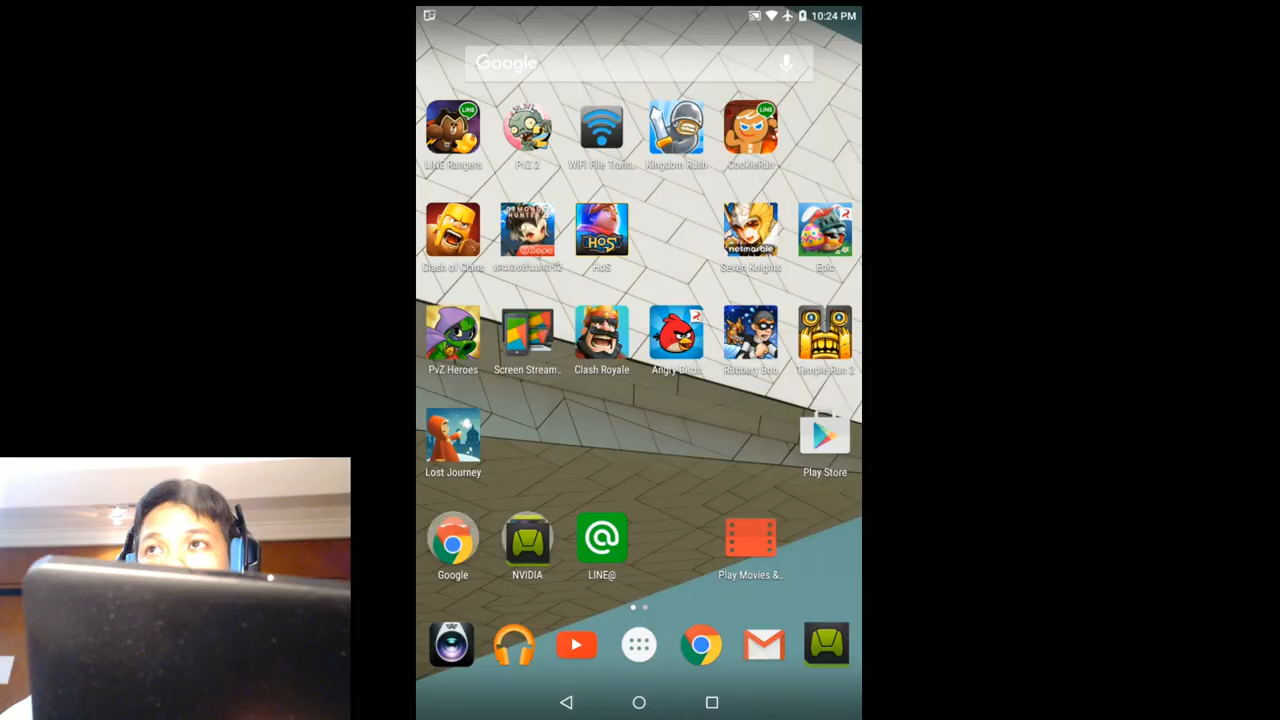 10:24 PM
Google
LINE
LINE
LINE Rangers
PvZ 2
WiFi File Trans..
Kingdom Rush
CookieRun
HOS
netmarble
Clash of Clans
HoS
Seven Knights
Epic
PvZ Heroes
Screen Stream..
Clash Royale
Angry Birds
Robbery Bob
Temple Run 2
Lost Journey
Play Store
Google
NVIDIA
LINE@
Play Movies &..